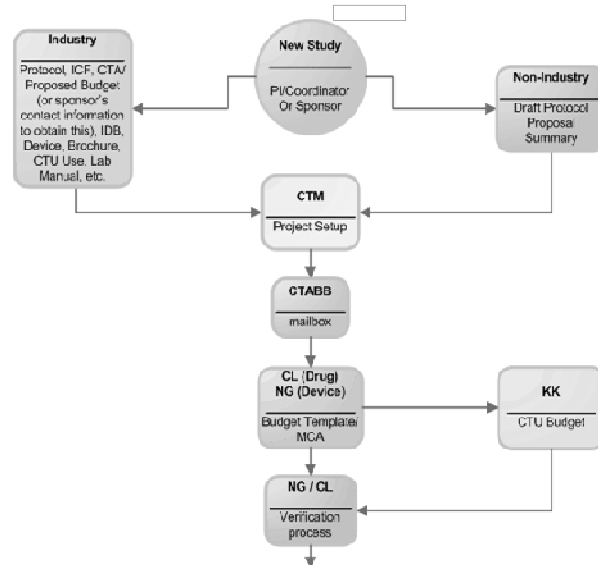 Industry
Protocol, ICF, CTA/
Proposed Budget
(or sponsor's
contact information
to obtain this), IDB,
Device, Brochure,
CTU Use, Lab
Manual, etc.
New Study
PI/Coordinator
Or Sponsor
Non-Industry
Draft Protocol
Proposal
Summary
CTM
Project Setup
CTABB
mailbox
CL (Drug)
NG (Device)
Budget Template/
MCA
KK
CTU Budget
NG / CL
Verification
process